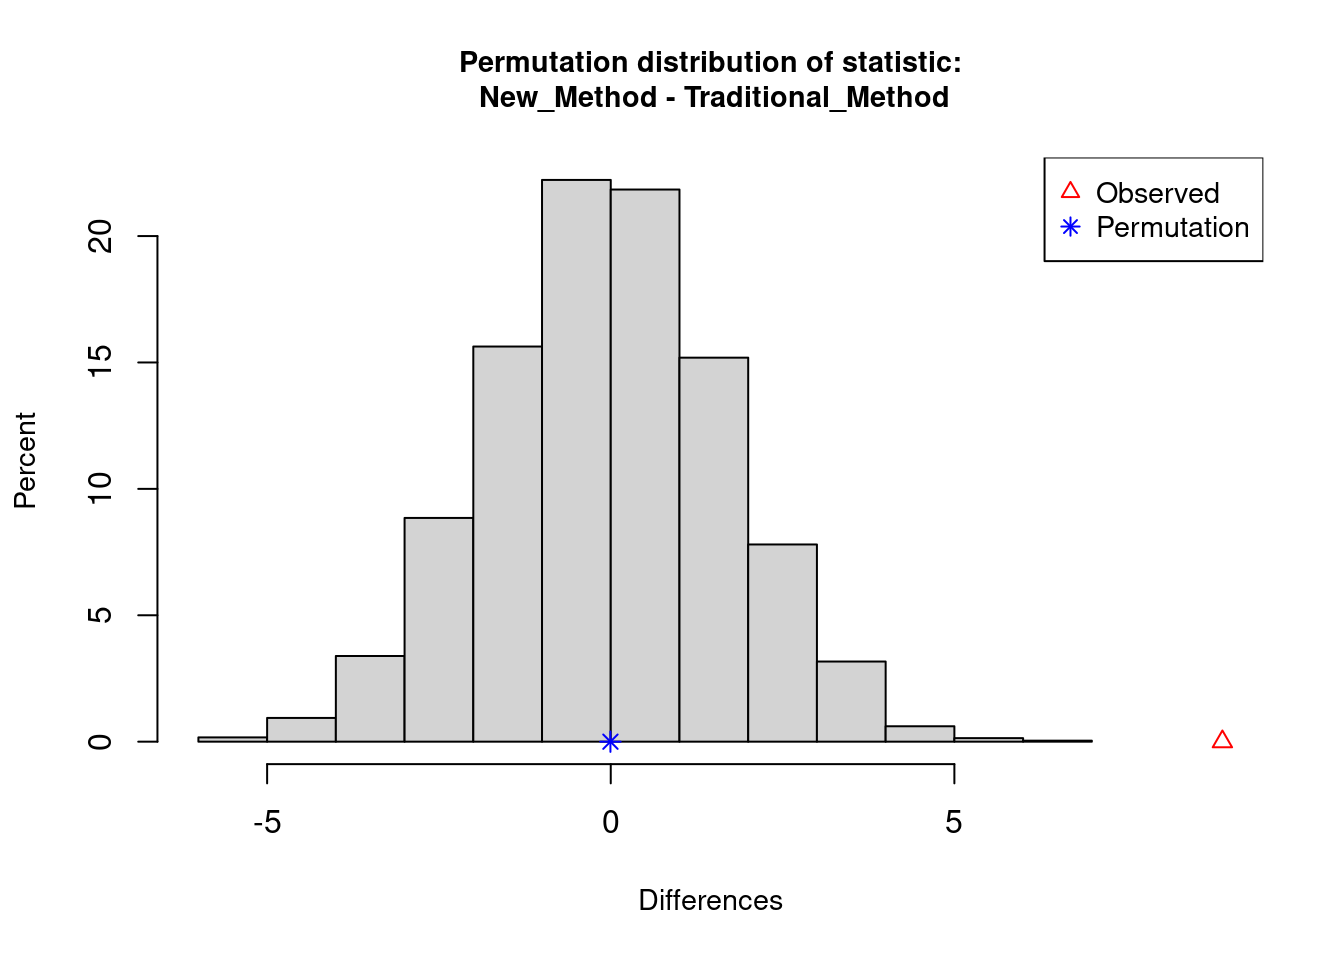 Permutation distribution of statistic:
New_Method - Traditional_Method
Observed
Permutation
20
15
10
5
0
Percent
-5
0
5
Differences